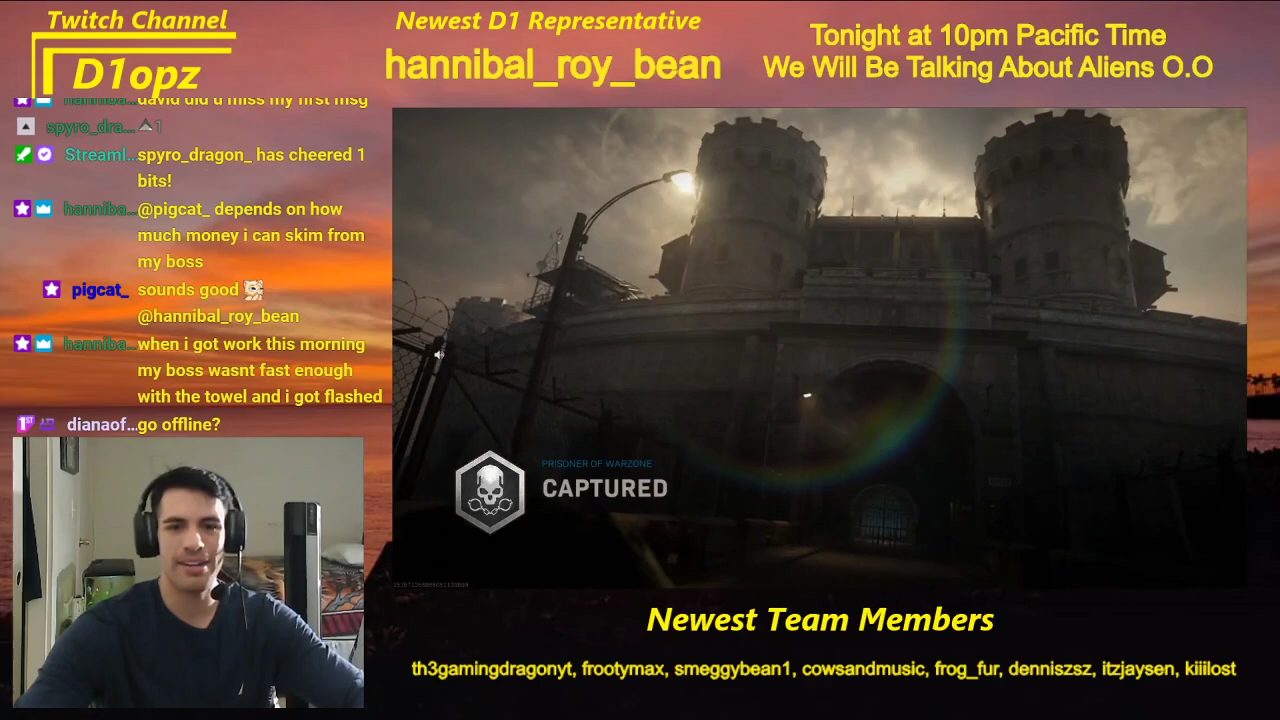 Twitch Channel
D1opz
Newest D1 Representative
hannibal_roy_bean
Tonight at 10pm Pacific Time
We Will Be Talking About Aliens O.O
hanniba... david did u miss my first msg
spyro_dra... 1
Streaml... spyro_dragon_ has cheered 1
bits!
hanniba... @pigcat_ depends on how
much money i can skim from
my boss
pigcat_ sounds good
@hannibal_roy_bean
hanniba... when i got work this morning
my boss wasnt fast enough
with the towel and i got flashed
1ST dianaof... go offline?
PRISONER OF WARZONE
CAPTURED
Newest Team Members
th3gamingdragonyt, frootymax, smeggybean1, cowsandmusic, frog_fur, denniszsz, itzjaysen, kiiilost